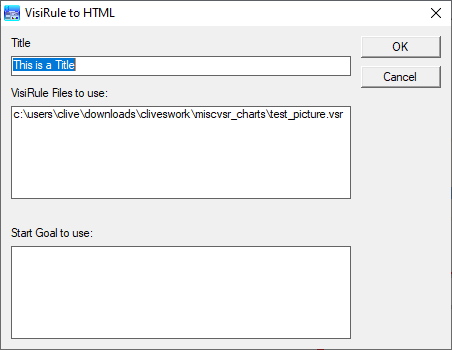 VisiRule to HTML
Title
OK
This is a Title
Cancel
VisiRule Files to use:
c:\users\clive\downloads\cliveswork\miscvsr_charts\test_picture.vsr
Start Goal to use: